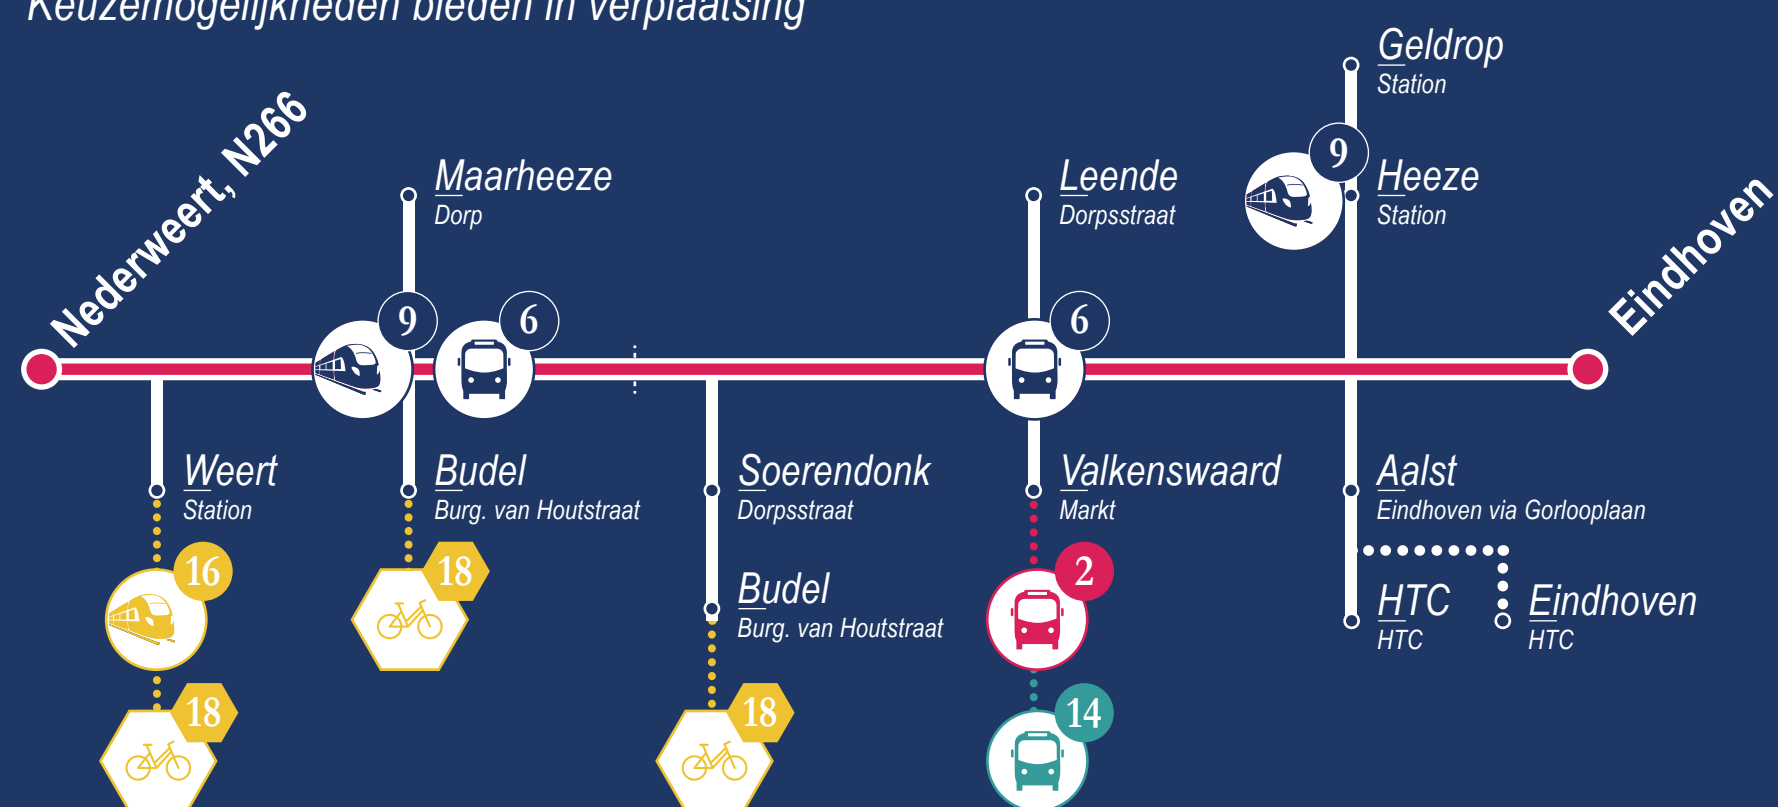 Keuzemogelijkheden bieden in verplaatsing
Nederweert, N266
Maarheeze
Dorp
9
6
Leende
Dorpsstraat
6
Geldrop
Station
9
Heeze
Station
Eindhoven
Weert
Station
16
18
Budel
Burg. van Houtstraat
18
Soerendonk
Dorpsstraat
Budel
Burg. van Houtstraat
18
Valkenswaard
Markt
2
14
Aalst
Eindhoven via Gorlooplaan
HTC
HTC
Eindhoven
HTC